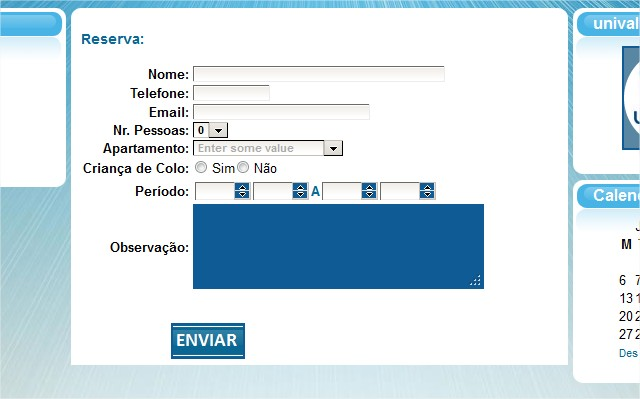 Reserva:
Nome:
Telefone:
Email:
Nr. Pessoas: 0
Apartamento: Enter some value
Criança de Colo: Sim Não
Período: A
Observação:
ENVIAR
unival
Calend
M
6 7
13 1
20 2
27 2
Des